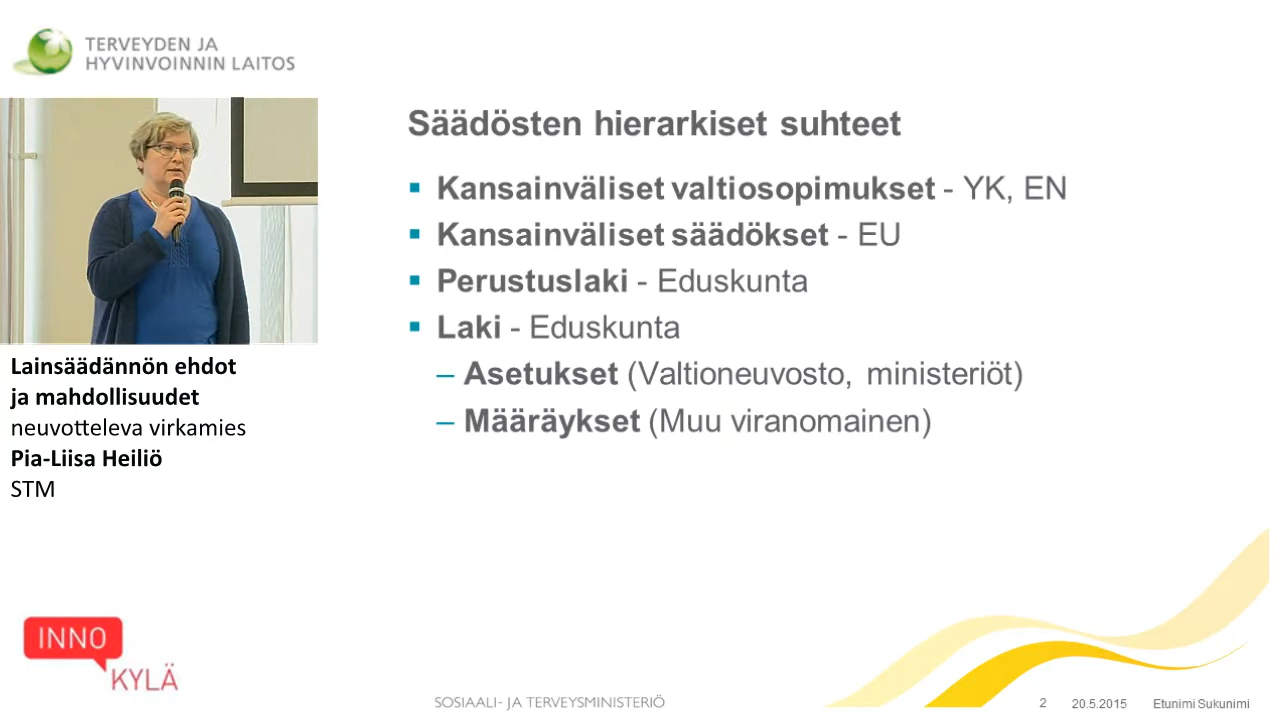 TERVEYDEN JA
HYVINVOINNIN LAITOS
Säädösten hierarkiset suhteet
Kansainväliset valtiosopimukset - YK, EN
Kansainväliset säädökset - EU
Perustuslaki - Eduskunta
Laki - Eduskunta
– Asetukset (Valtioneuvosto, ministeriöt)
– Määräykset (Muu viranomainen)
Lainsäädännön ehdot
ja mahdollisuudet
neuvotteleva virkamies
Pia-Liisa Heiliö
STM
INNO
KYLÄ
SOSIAALI- JA TERVEYSMINISTERIÖ
2 20.5.2015 Etunimi Sukunimi